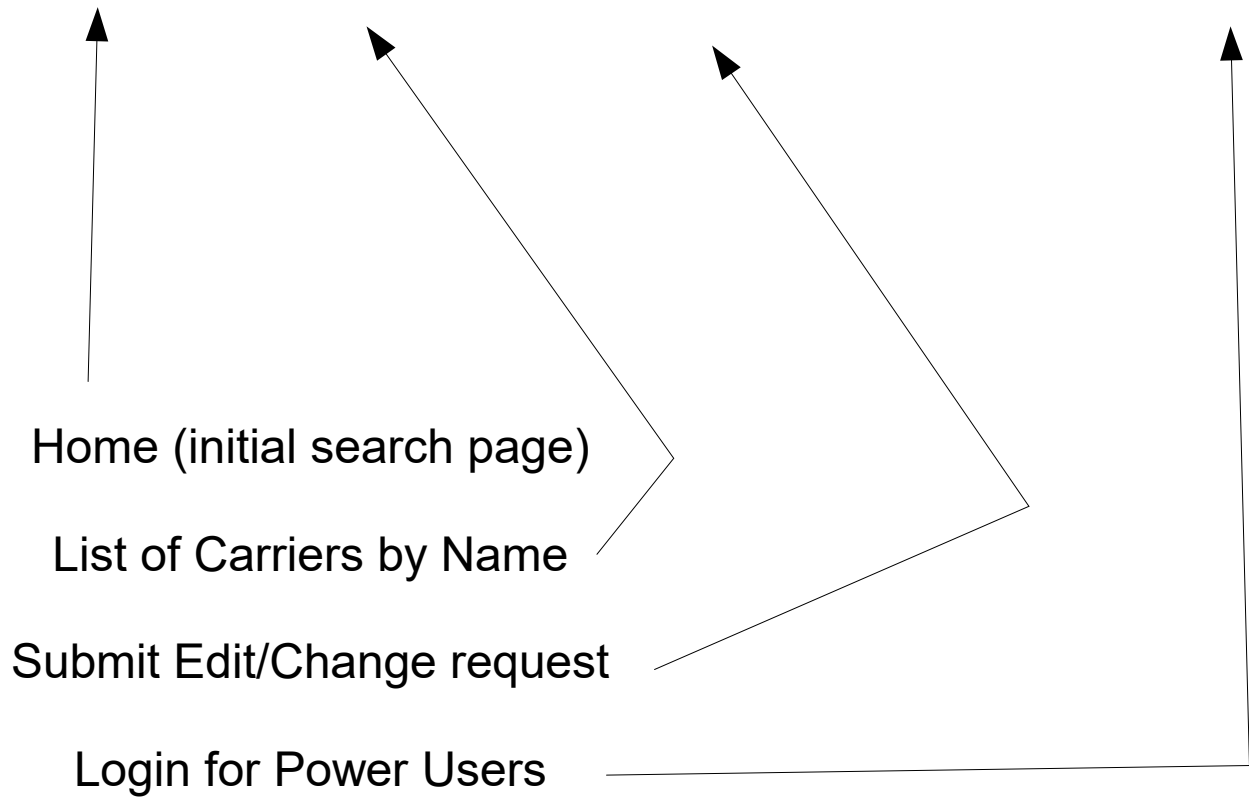 Home (initial search page)
List of Carriers by Name
Submit Edit/Change request
Login for Power Users